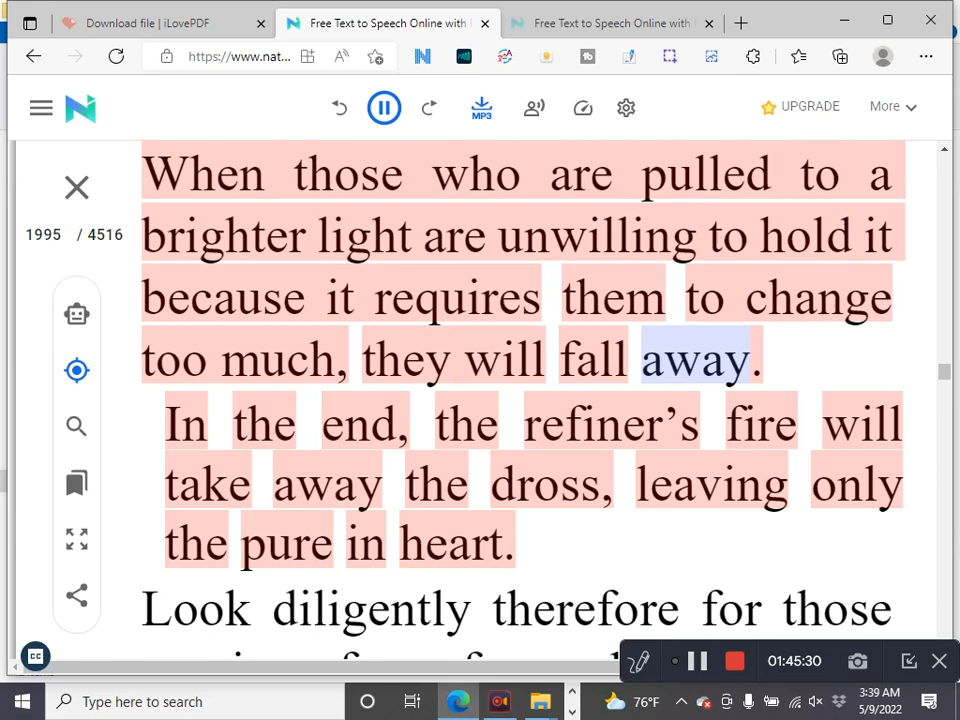 Download file | iLovePDF
Free Text to Speech Online with
Free Text to Speech Online with
https://www.nat...
MP3
UPGRADE
More
1995 / 4516
When those who are pulled to a
brighter light are unwilling to hold it
because it requires them to change
too much, they will fall away.
In the end, the refiner's fire will
take away the dross, leaving only
the pure in heart.
Look diligently therefore for those
CC
01:45:30
Type here to search
76°F
3:39 AM
5/9/2022